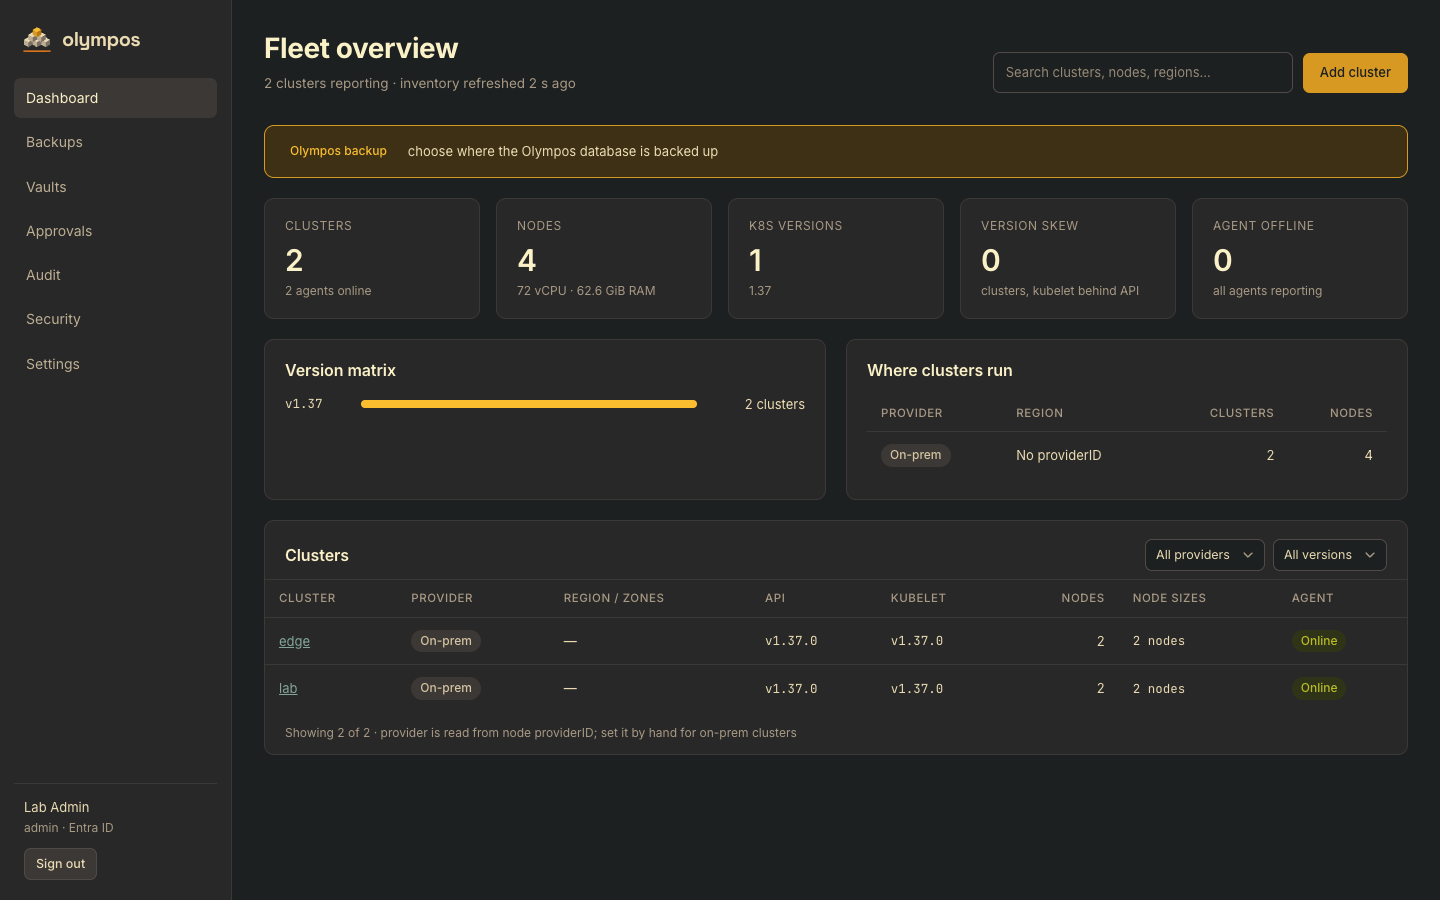 olympos
Dashboard
Backups
Vaults
Approvals
Audit
Security
Settings
Lab Admin
admin · Entra ID
Sign out
Fleet overview
2 clusters reporting · inventory refreshed 2 s ago
Search clusters, nodes, regions...
Add cluster
Olympos backup choose where the Olympos database is backed up
CLUSTERS
2
2 agents online
NODES
4
72 vCPU · 62.6 GiB RAM
K8S VERSIONS
1
1.37
VERSION SKEW
0
clusters, kubelet behind API
AGENT OFFLINE
0
all agents reporting
Version matrix
v1.37 2 clusters
Where clusters run
PROVIDER REGION CLUSTERS NODES
On-prem No providerID 2 4
Clusters
All providers All versions
CLUSTER PROVIDER REGION / ZONES API KUBELET NODES NODE SIZES AGENT
edge On-prem — v1.37.0 v1.37.0 2 2 nodes Online
lab On-prem — v1.37.0 v1.37.0 2 2 nodes Online
Showing 2 of 2 · provider is read from node providerID; set it by hand for on-prem clusters